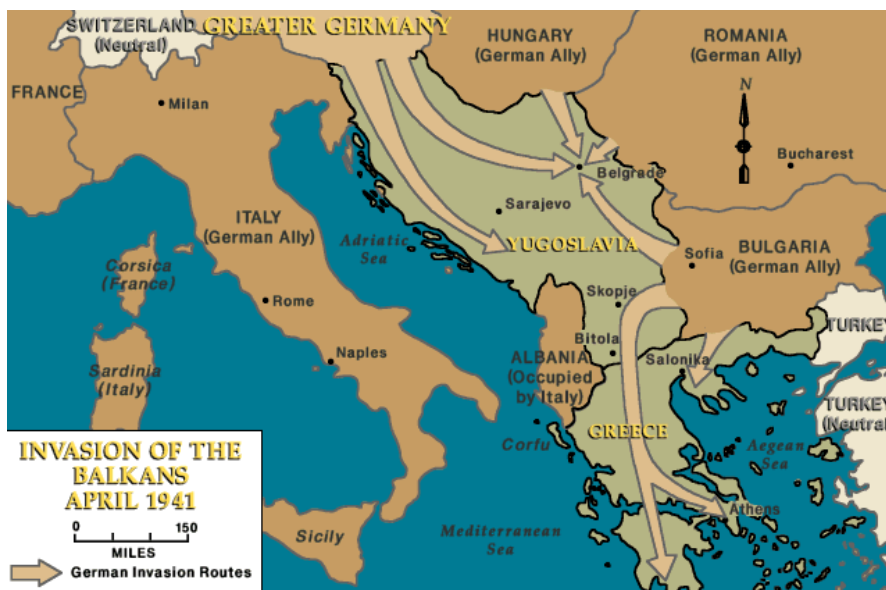 SWITZERLAND
(Neutral)
GREATER GERMANY
HUNGARY
(German Ally)
ROMANIA
(German Ally)
FRANCE
Milan
N
Bucharest
Belgrade
Sarajevo
ITALY
(German Ally)
Adriatic
Sea
YUGOSLAVIA
Sofia
BULGARIA
(German Ally)
Corsica
(France)
Rome
Skopje
TURKEY
Bitola
Naples
ALBANIA
(Occupied
by Italy)
Salonika
Sardinia
(Italy)
TURKEY
(Neutral)
Corfu
GREECE
Aegean
Sea
INVASION OF THE
BALKANS
APRIL 1941
0 150
MILES
German Invasion Routes
Athens
Sicily
Mediterranean
Sea